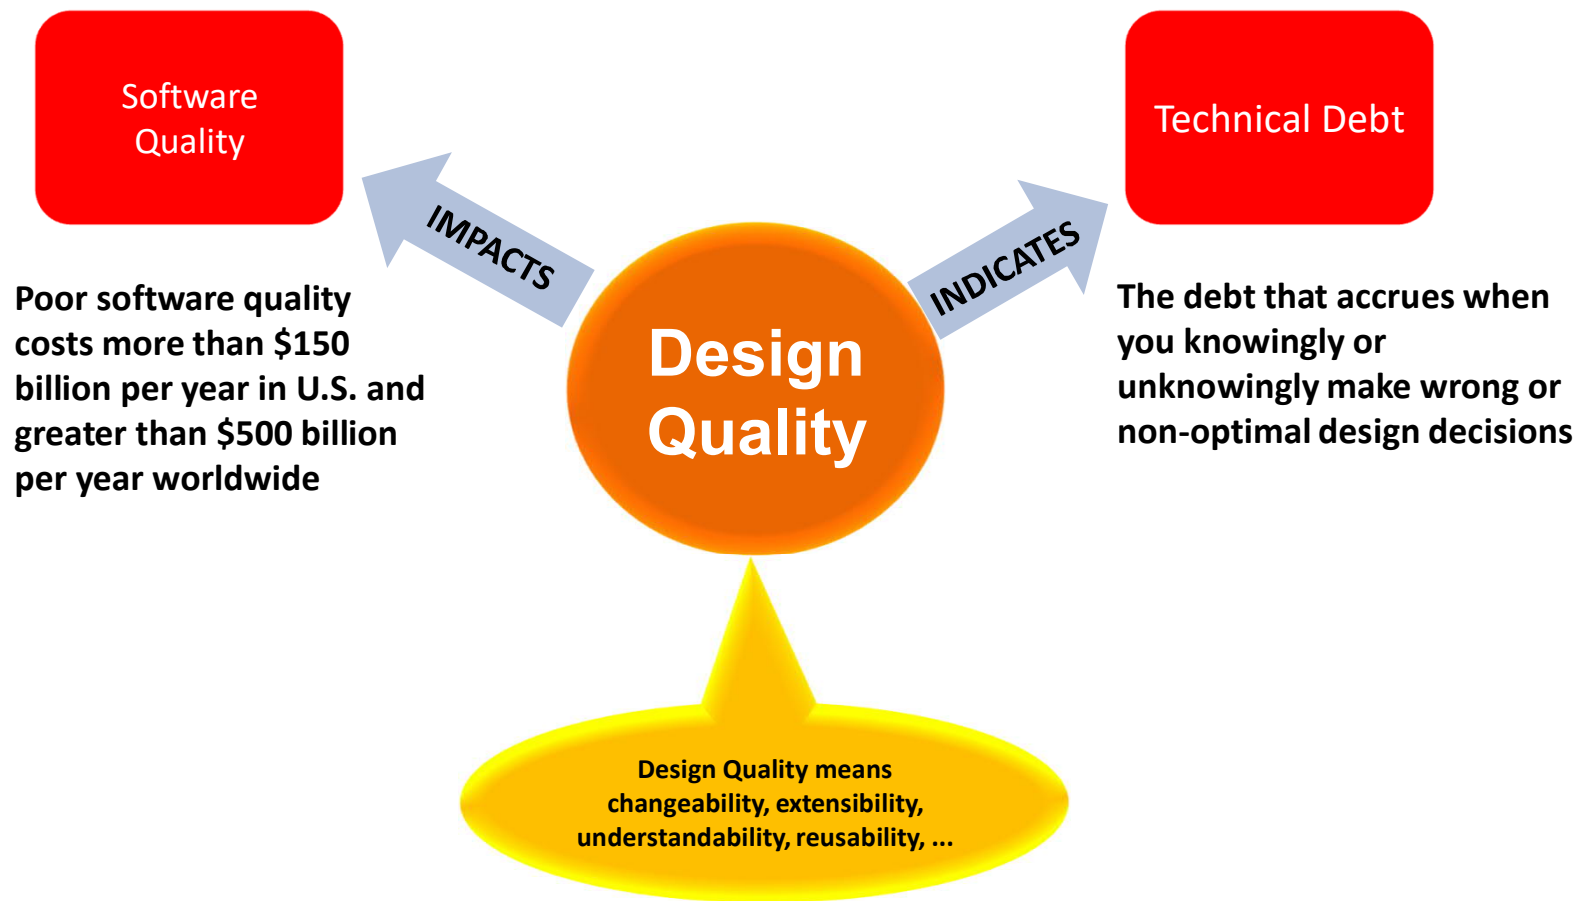 Software
Quality
Technical Debt
IMPACTS
INDICATES
Design
Quality
Poor software quality
costs more than $150
billion per year in U.S. and
greater than $500 billion
per year worldwide
The debt that accrues when
you knowingly or
unknowingly make wrong or
non-optimal design decisions
Design Quality means
changeability, extensibility,
understandability, reusability, ...